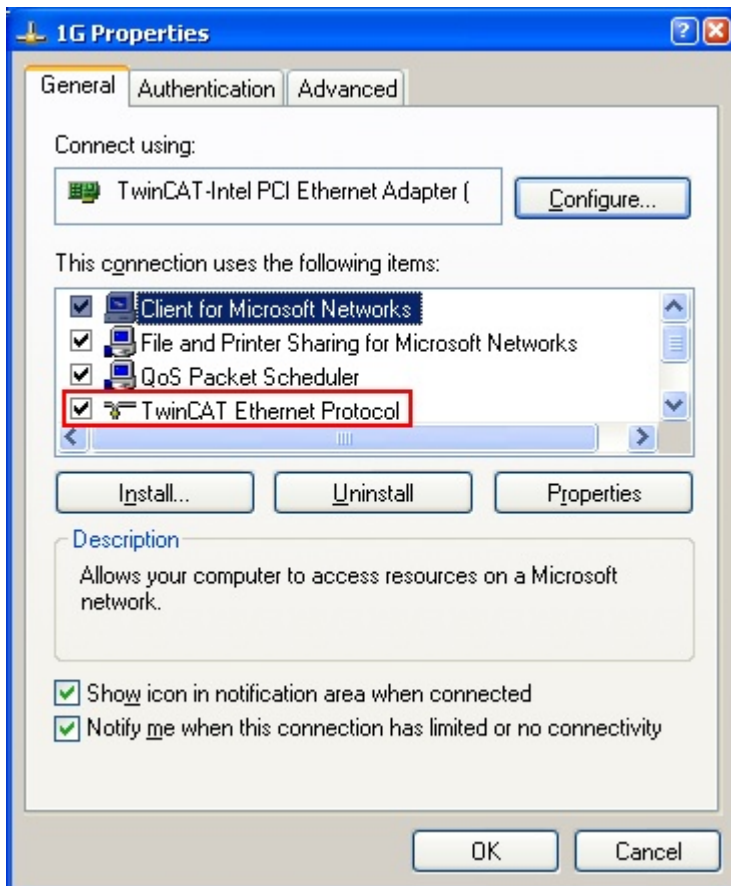 1G Properties
General
Authentication
Advanced
Connect using:
TwinCAT-Intel PCI Ethernet Adapter (
Configure...
This connection uses the following items:
Client for Microsoft Networks
File and Printer Sharing for Microsoft Networks
QoS Packet Scheduler
TwinCAT Ethernet Protocol
Install...
Uninstall
Properties
Description
Allows your computer to access resources on a Microsoft
network.
Show icon in notification area when connected
Notify me when this connection has limited or no connectivity
OK
Cancel